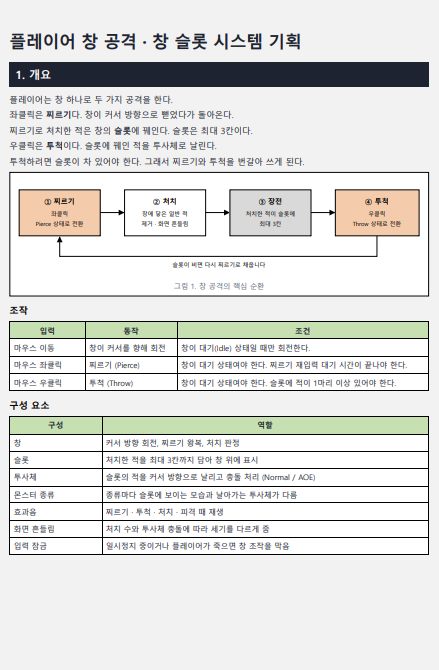 플레이어 창 공격 · 창 슬롯 시스템 기획
1. 개요
플레이어는 창 하나로 두 가지 공격을 한다.
좌클릭은 찌르기다. 창이 커서 방향으로 뻗었다가 돌아온다.
찌르기로 처치한 적은 창의 슬롯에 꿰인다. 슬롯은 최대 3칸이다.
우클릭은 투척이다. 슬롯에 꿰인 적을 투사체로 날린다.
투척하려면 슬롯이 차 있어야 한다. 그래서 찌르기와 투척을 번갈아 쓰게 된다.
① 찌르기
좌클릭
Pierce 상태로 전환
② 처치
창에 닿은 일반 적
제거 · 화면 흔들림
③ 장전
처치한 적이 슬롯에
최대 3칸
④ 투척
우클릭
Throw 상태로 전환
슬롯이 비면 다시 찌르기로 채웁니다
그림 1. 창 공격의 핵심 순환
조작
입력 동작 조건
마우스 이동 창이 커서를 향해 회전 창이 대기(Idle) 상태일 때만 회전한다.
마우스 좌클릭 찌르기 (Pierce) 창이 대기 상태여야 한다. 찌르기 재입력 대기 시간이 끝나야 한다.
마우스 우클릭 투척 (Throw) 창이 대기 상태여야 한다. 슬롯에 적이 1마리 이상 있어야 한다.
구성 요소
구성 역할
창 커서 방향 회전, 찌르기 왕복, 처치 판정
슬롯 처치한 적을 최대 3칸까지 담아 창 위에 표시
투사체 슬롯의 적을 커서 방향으로 날리고 충돌 처리 (Normal / AOE)
몬스터 종류 종류마다 슬롯에 보이는 모습과 날아가는 투사체가 다름
효과음 찌르기 · 투척 · 처치 · 피격 때 재생
화면 흔들림 처치 수와 투사체 충돌에 따라 세기를 다르게 줌
입력 잠금 일시정지 중이거나 플레이어가 죽으면 창 조작을 막음